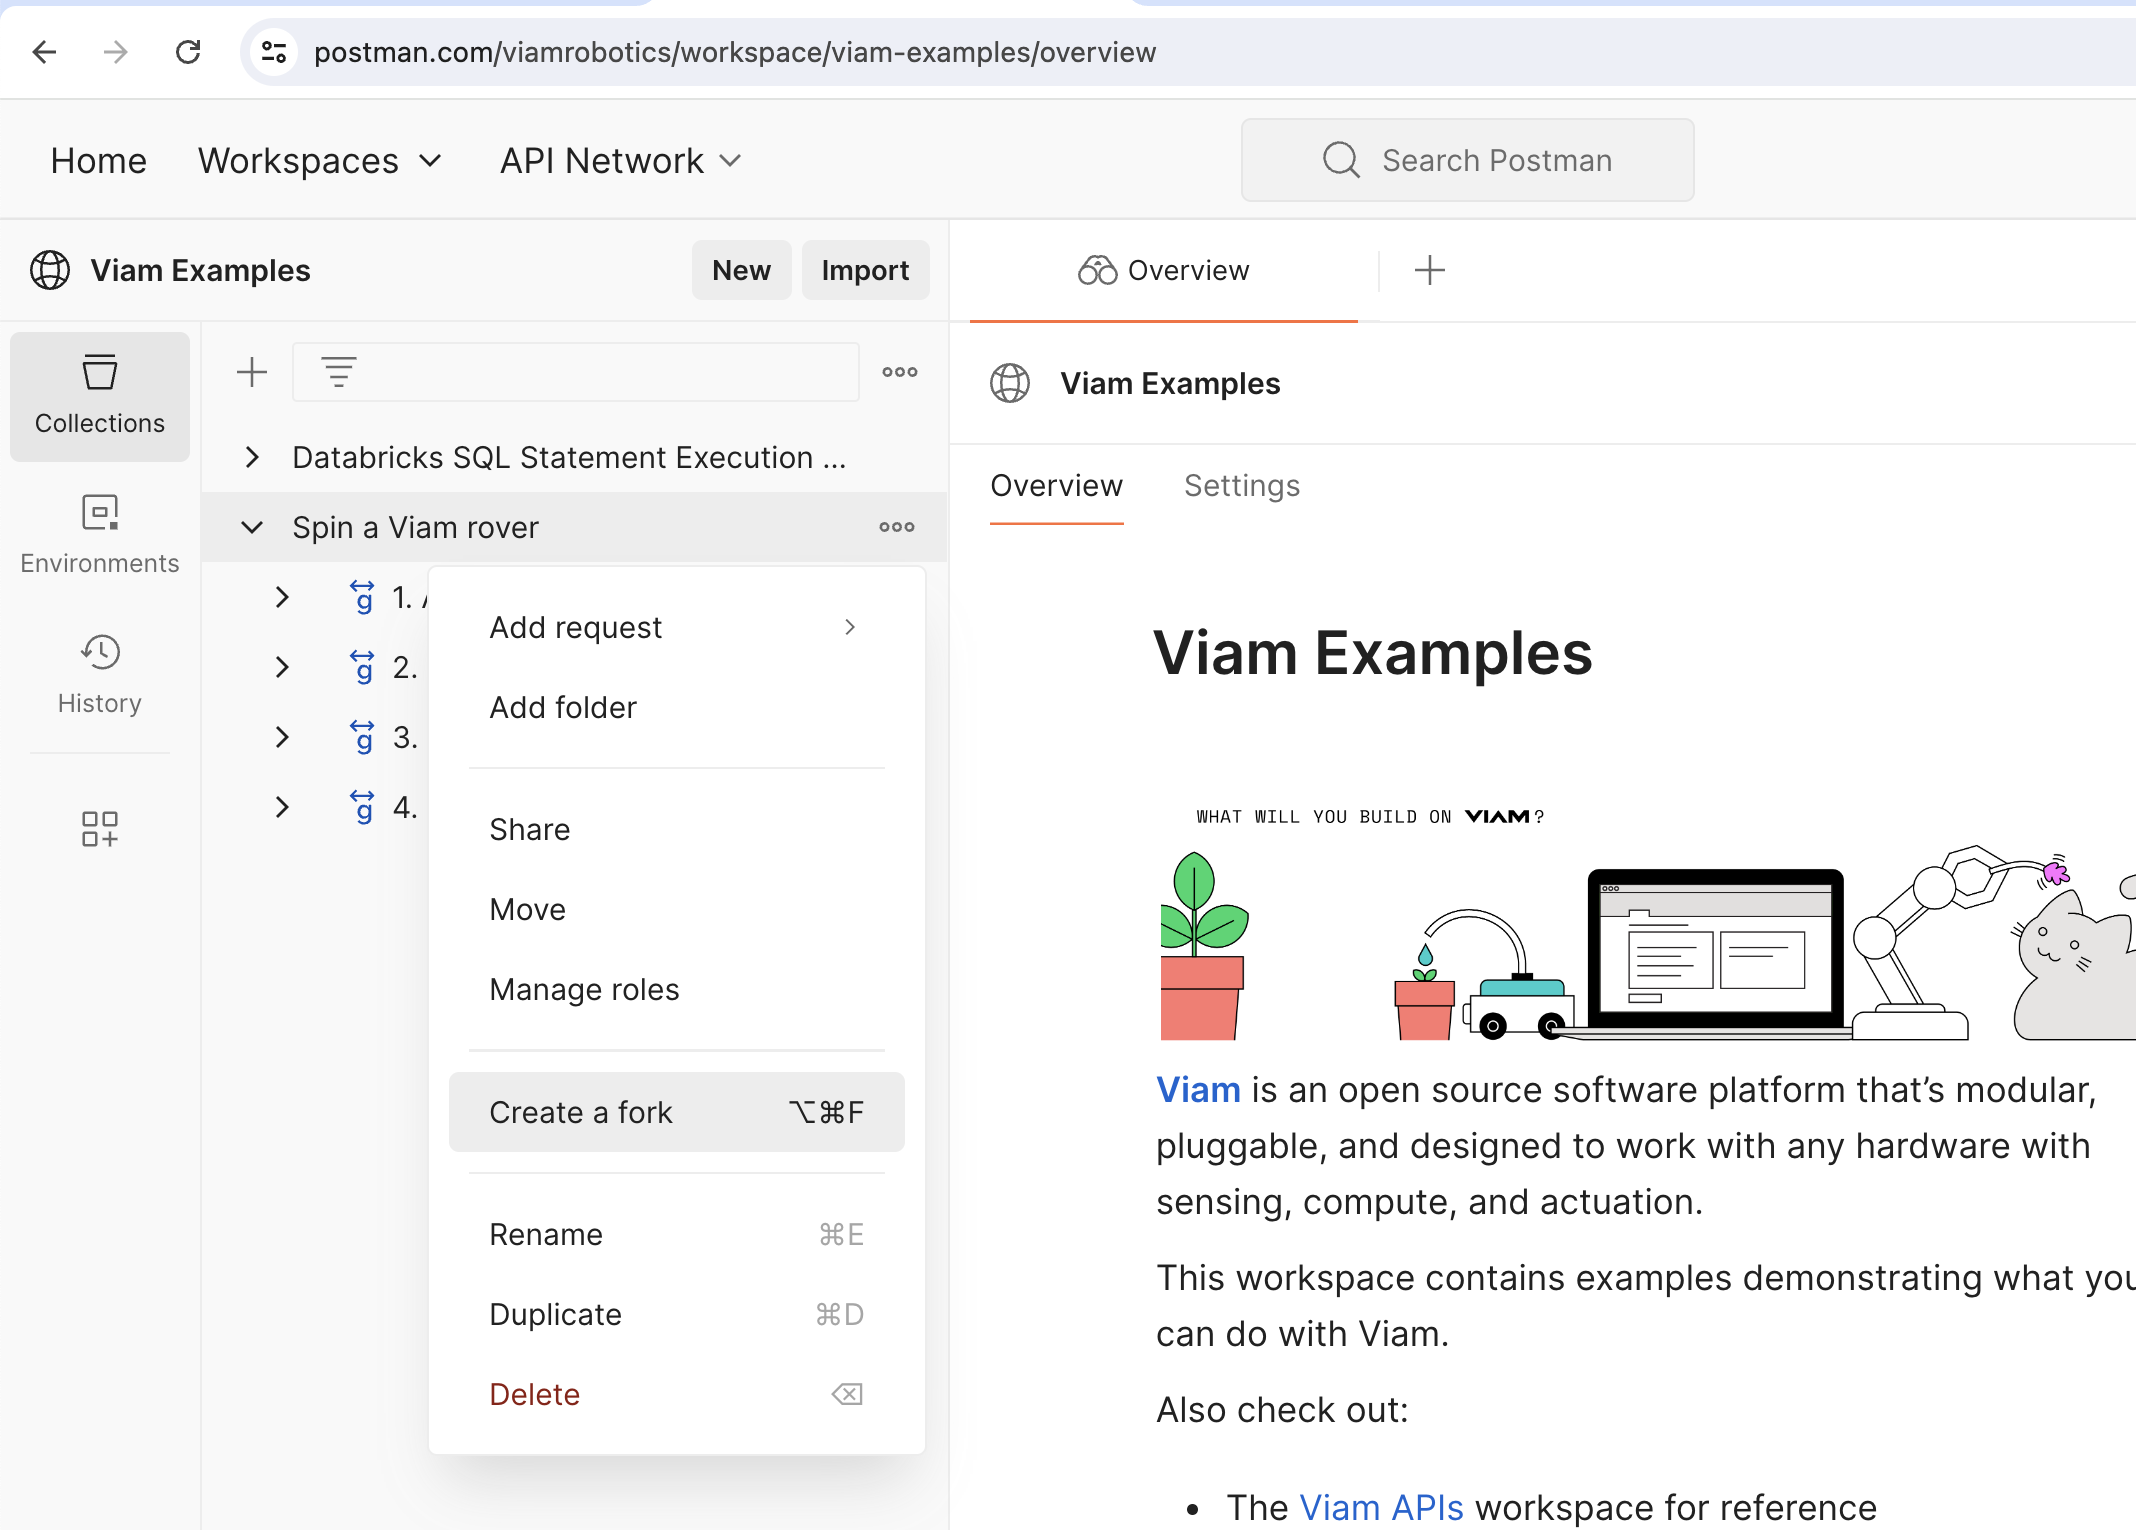 postman.com/viamrobotics/workspace/viam-examples/overview
Home Workspaces API Network Search Postman
Viam Examples New Import Overview
Collections
Environments
History
Databricks SQL Statement Execution ...
Spin a Viam rover
g 1.
g 2.
g 3.
g 4.
Add request
Add folder
Share
Move
Manage roles
Create a fork ⌥⌘F
Rename ⌘E
Duplicate ⌘D
Delete
Viam Examples
Overview Settings
Viam Examples
WHAT WILL YOU BUILD ON VIAM?
Viam is an open source software platform that’s modular,
pluggable, and designed to work with any hardware with
sensing, compute, and actuation.
This workspace contains examples demonstrating what you
can do with Viam.
Also check out:
• The Viam APIs workspace for reference